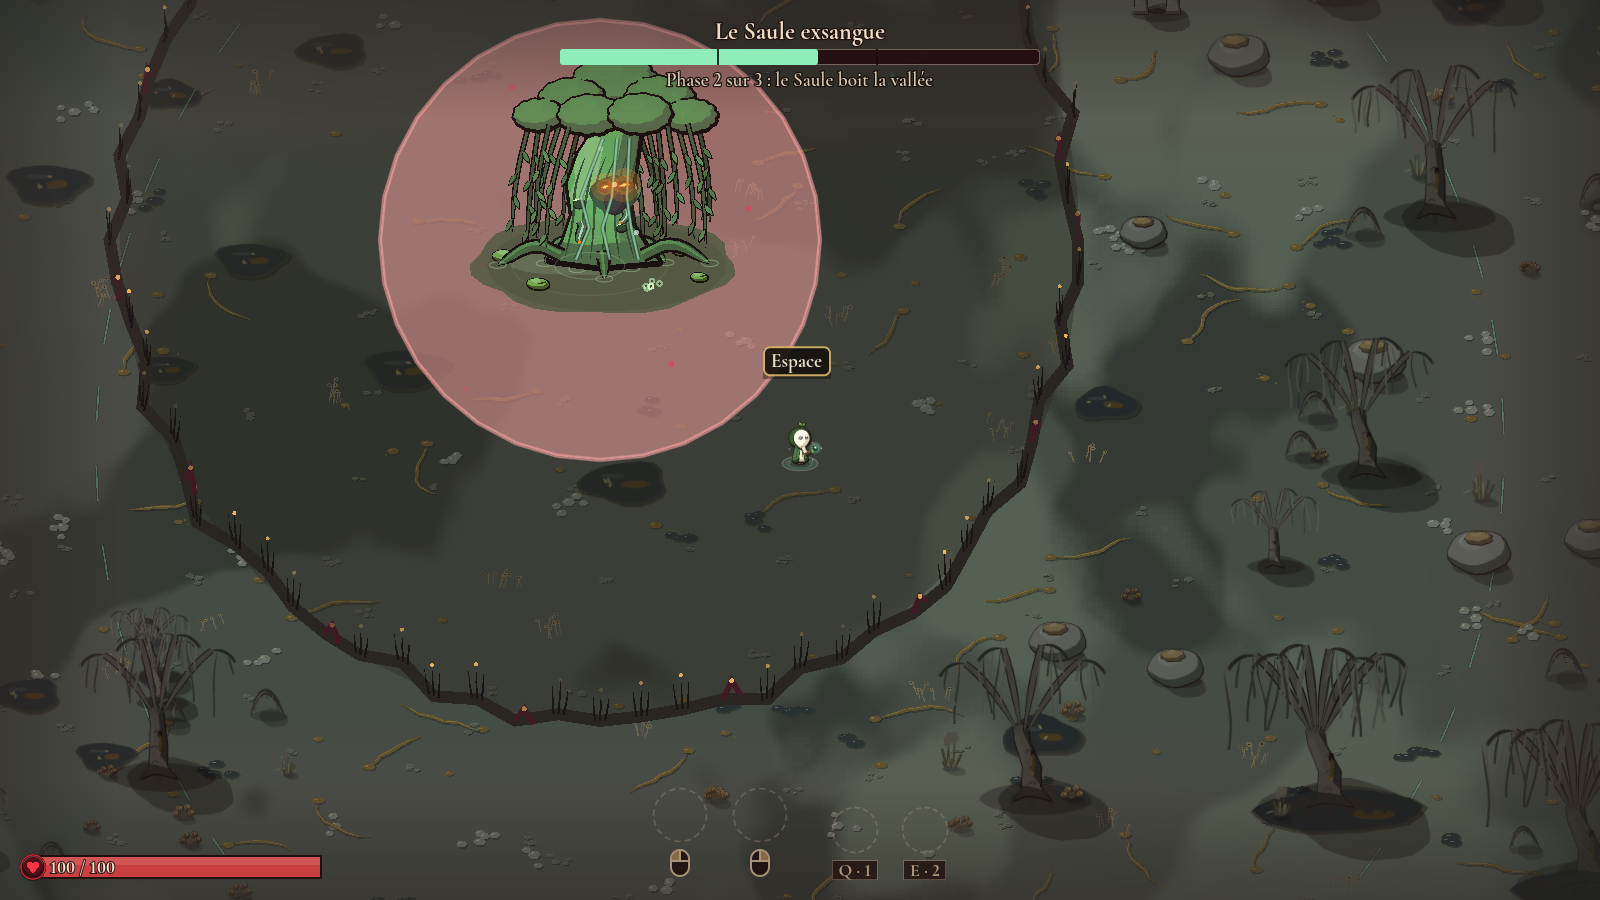 Le Saule exsangue
Phase 2 sur 3 : le Saule boit la vallée
Espace
100 / 100
Q · 1
E · 2